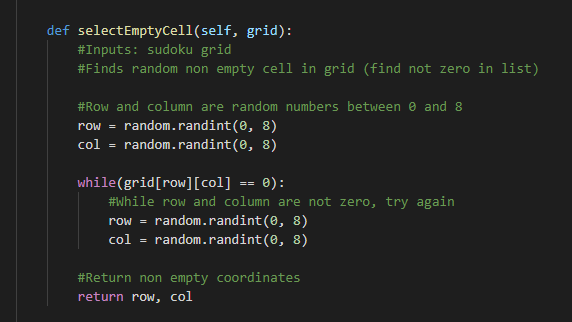 def selectEmptyCell(self, grid):
#Inputs: sudoku grid
#Finds random non empty cell in grid (find not zero in list)
#Row and column are random numbers between 0 and 8
row = random.randint(0, 8)
col = random.randint(0, 8)
while(grid[row][col] == 0):
#While row and column are not zero, try again
row = random.randint(0, 8)
col = random.randint(0, 8)
#Return non empty coordinates
return row, col